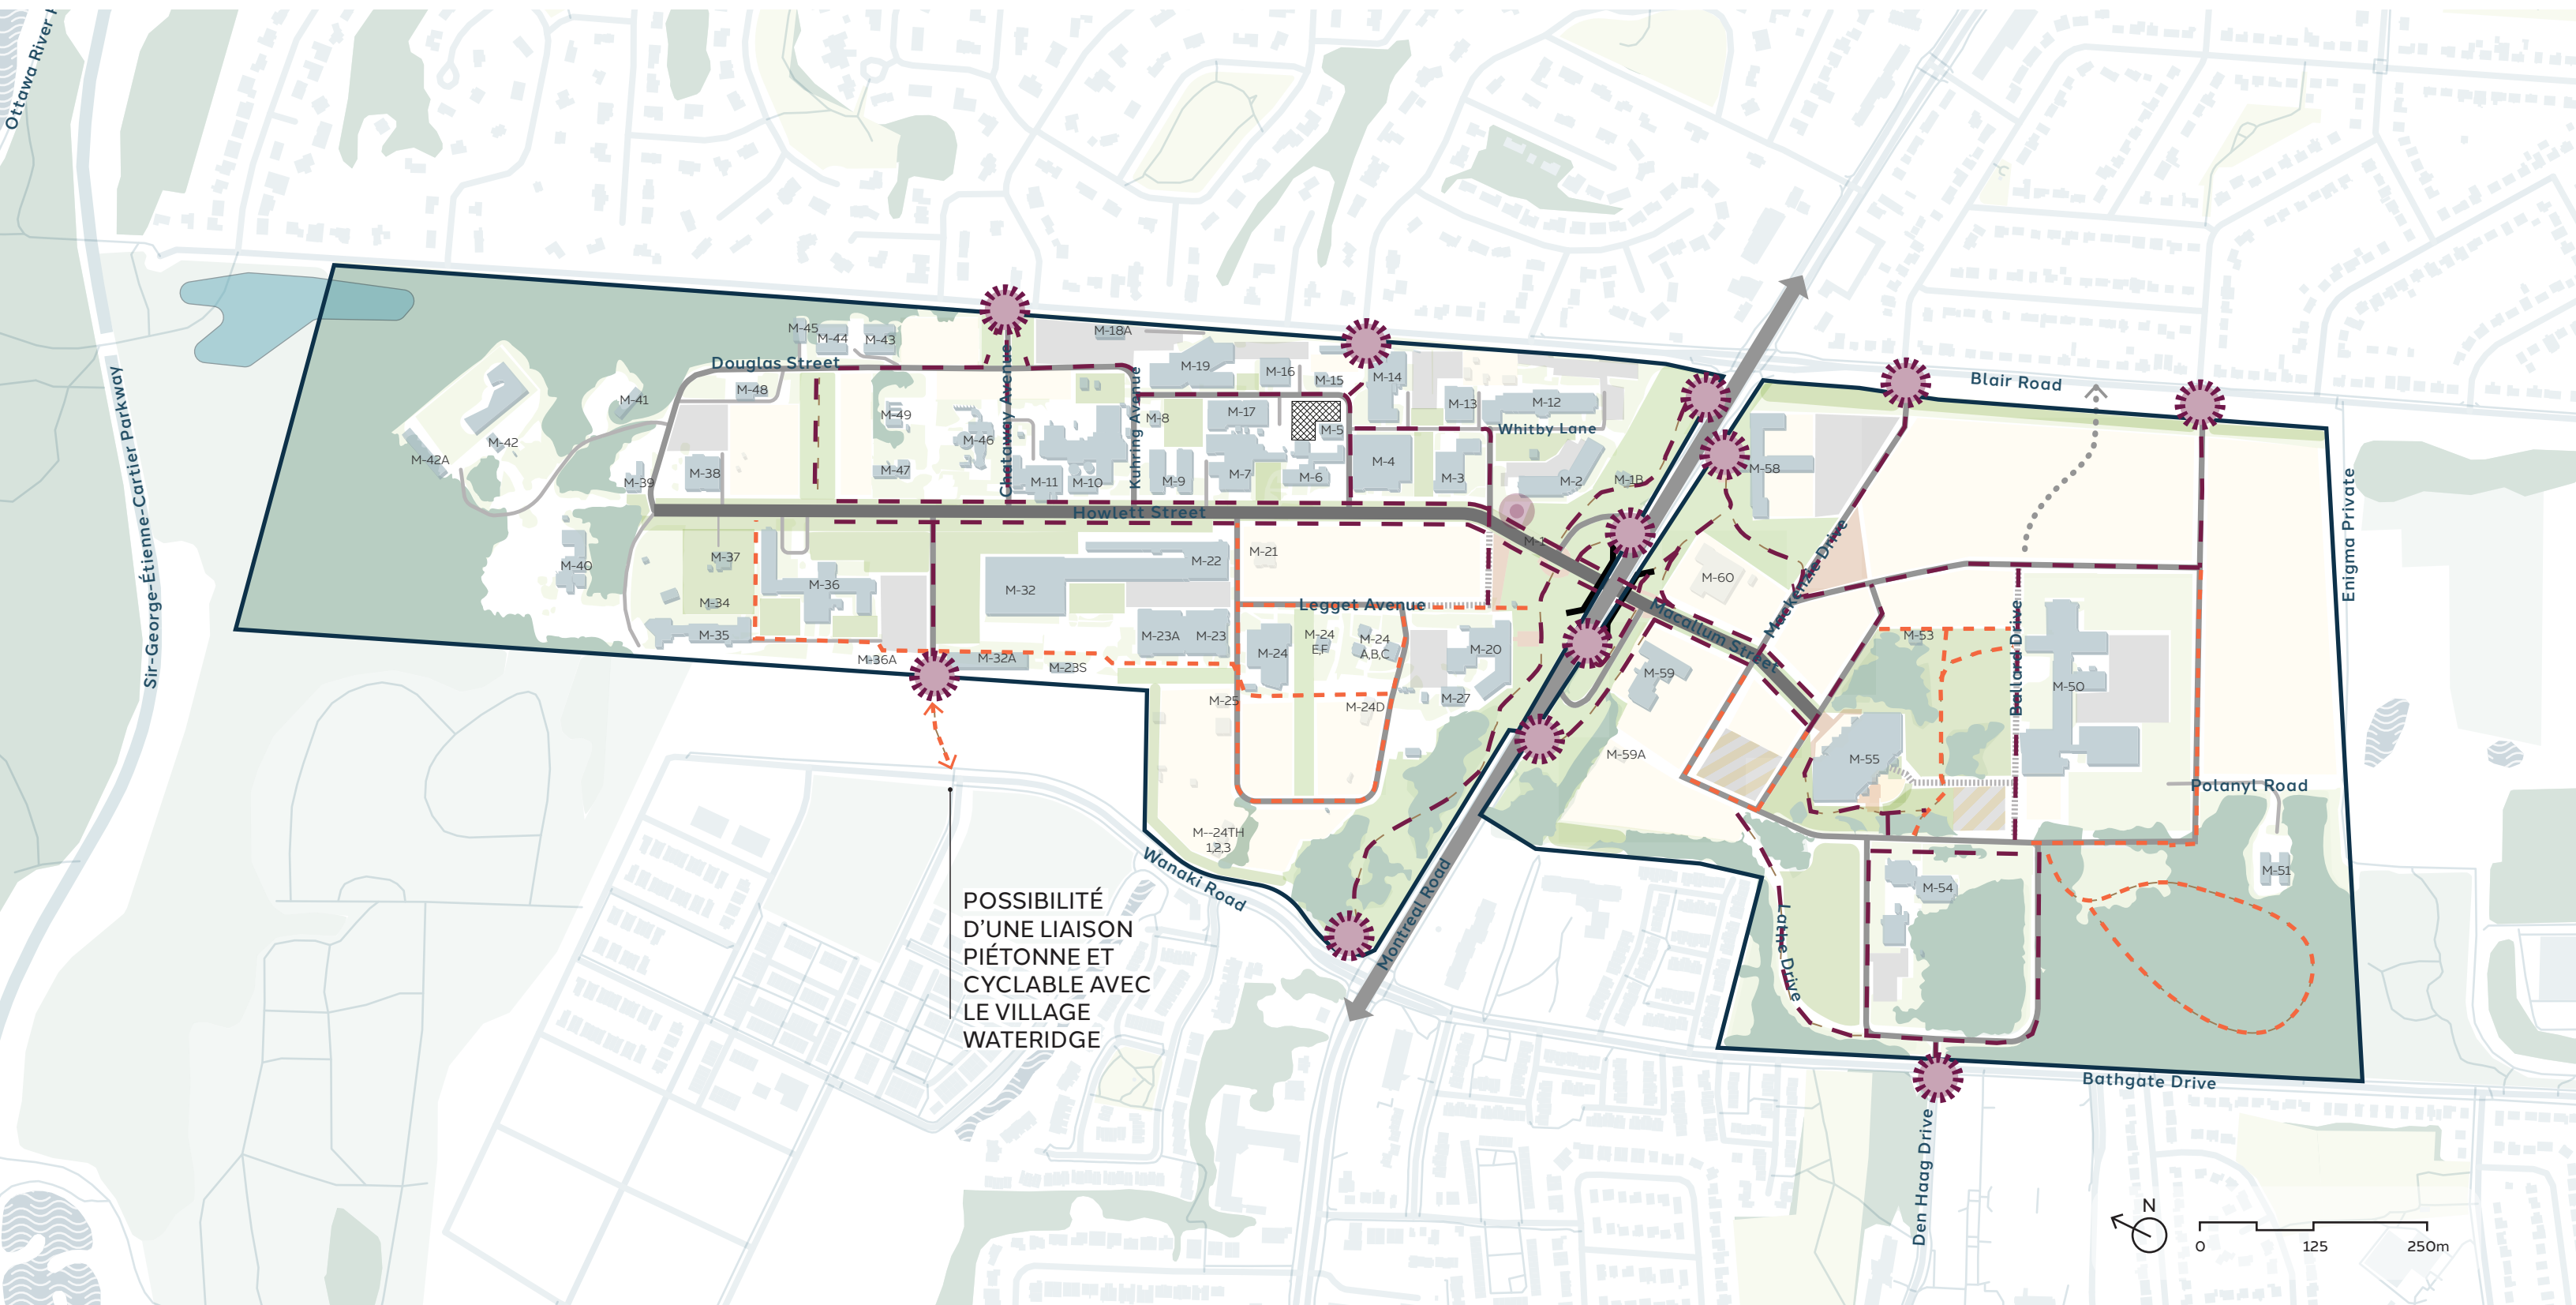 Ottawa River P
Sir-George-Étienne-Cartier Parkway
M-45
M-44
M-43
M-18A
Douglas Street
M-48
M-41
M-49
M-42
M-42A
M-39
M-38
M-47
M-46
Chataway Avenue
M-11
M-10
Kuhring Avenue
M-19
M-16
M-15
M-14
M-8
M-17
M-5
M-9
M-7
M-6
M-4
M-13
M-12
Whitby Lane
M-3
M-2
M-1B
Howlett Street
M-1
M-58
Blair Road
Enigma Private
M-40
M-37
M-36
M-34
M-35
M-36A
M-32
M-22
M-32A
M-23S
M-23A
M-23
M-21
Legget Avenue
M-24
M-24
E,F
M-24
A,B,C
M-20
M-27
M-25
M-24D
M--24TH
1,2,3
M-60
Mackenzie Drive
Macallum Street
M-59
M-59A
M-53
Ballard Drive
M-50
M-55
Polanyl Road
M-51
M-54
Lathe Drive
Wanaki Road
Montreal Road
Bathgate Drive
Den Haag Drive
POSSIBILITÉ
D'UNE LIAISON
PIÉTONNE ET
CYCLABLE AVEC
LE VILLAGE
WATERIDGE
N
0
125
250m